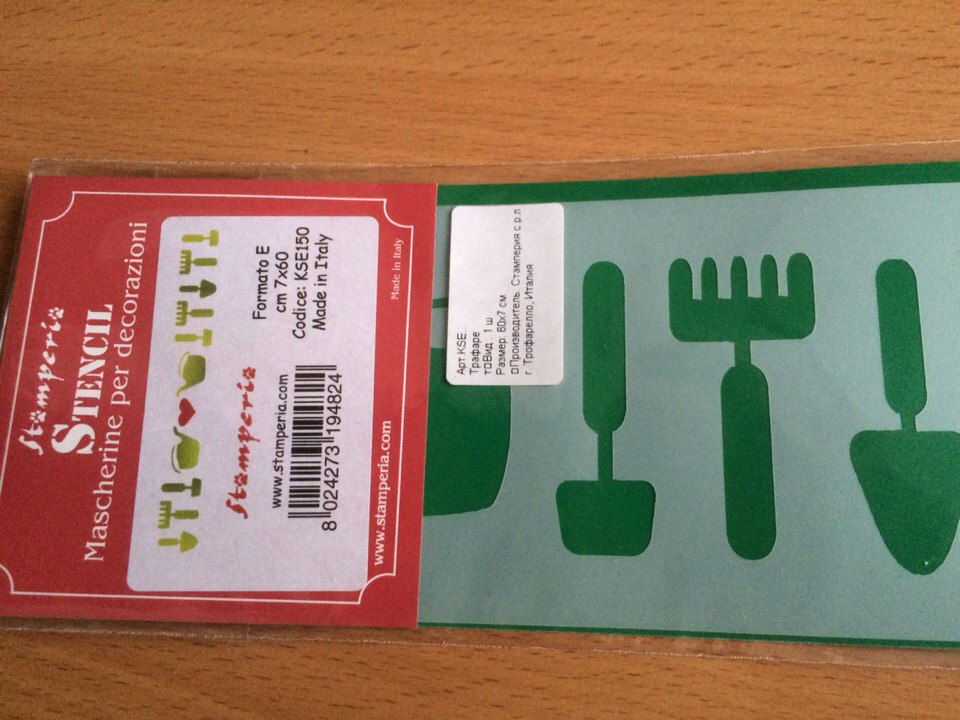 Stamperia
STENCIL
Mascherine per decorazioni
Formato E
cm 7x60
Codice: KSE150
Made in Italy
Stamperia
www.stamperia.com
8 024273 194824
Made in Italy
www.stamperia.com
Арт.KSE
Трафаре
т□Вид 1 ш
Размер: 60х7 см
□Производитель: Стамперия с.р.л
г. Трофарелло, Италия